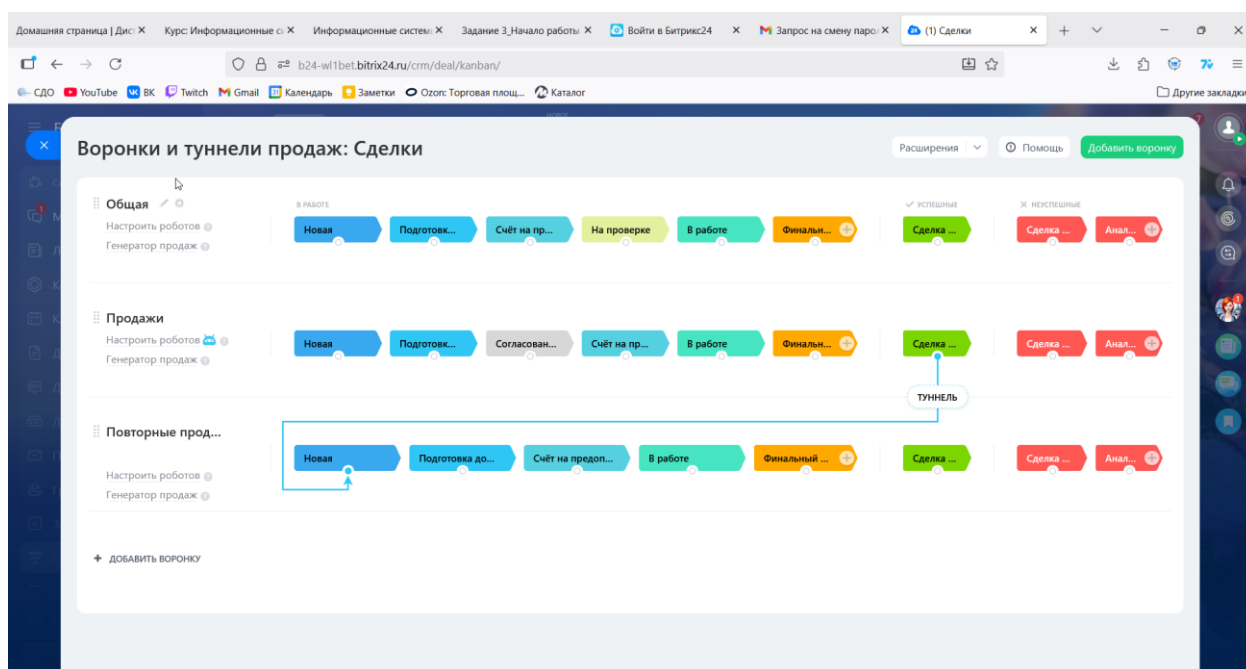 Домашняя страница | Дис
Курс: Информационные сі
Информационные систем
Задание 3_Начало работы
Войти в Битрикс24
Запрос на смену паро
(1) Сделки
b24-wl1bet.bitrix24.ru/crm/deal/kanban/
СДО
YouTube
ВК
Twitch
Gmail
Календарь
Заметки
Ozon: Торговая площ...
Каталог
Другие закладки
Воронки и туннели продаж: Сделки
Расширения
Помощь
Добавить воронку
Общая
Настроить роботов
Генератор продаж
В РАБОТЕ
УСПЕШНЫЕ
НЕУСПЕШНЫЕ
Новая
Подготовк...
Счёт на пр...
На проверке
В работе
Финальн...
Сделка ...
Сделка ...
Анал...
Продажи
Настроить роботов
Генератор продаж
Новая
Подготовк...
Согласован...
Счёт на пр...
В работе
Финальн...
Сделка ...
Сделка ...
Анал...
ТУННЕЛЬ
Повторные прод...
Настроить роботов
Генератор продаж
Новая
Подготовка до...
Счёт на предоп...
В работе
Финальный ...
Сделка ...
Сделка ...
Анал...
+ ДОБАВИТЬ ВОРОНКУ